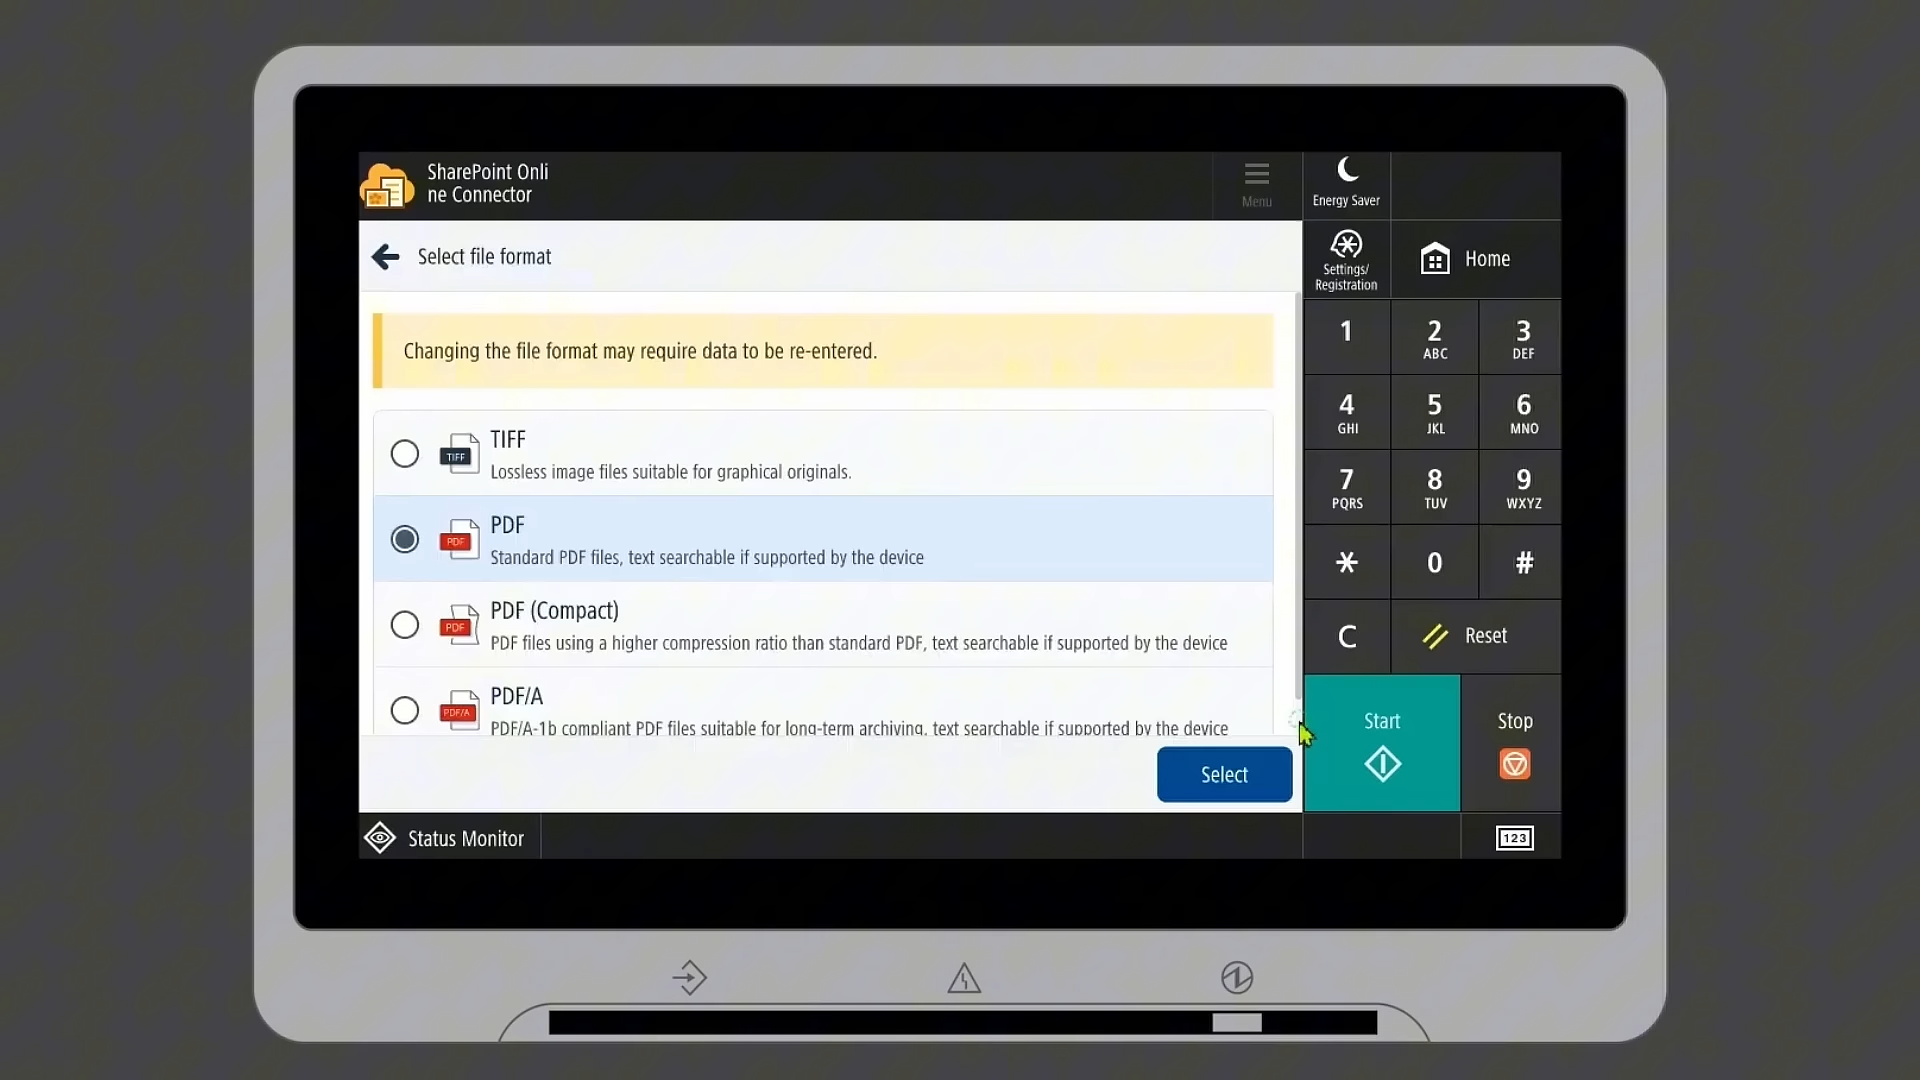 SharePoint Onli
ne Connector
Menu
Energy Saver
Select file format
Settings/
Registration
Home
Changing the file format may require data to be re-entered.
1
2
ABC
3
DEF
TIFF
TIFF
Lossless image files suitable for graphical originals.
4
GHI
5
JKL
6
MNO
PDF
PDF
Standard PDF files, text searchable if supported by the device
7
PQRS
8
TUV
9
WXYZ
PDF (Compact)
PDF
PDF files using a higher compression ratio than standard PDF, text searchable if supported by the device
*
0
#
C
Reset
PDF/A
PDF/A
PDF/A-1b compliant PDF files suitable for long-term archiving, text searchable if supported by the device
Start
Stop
Select
Status Monitor
123